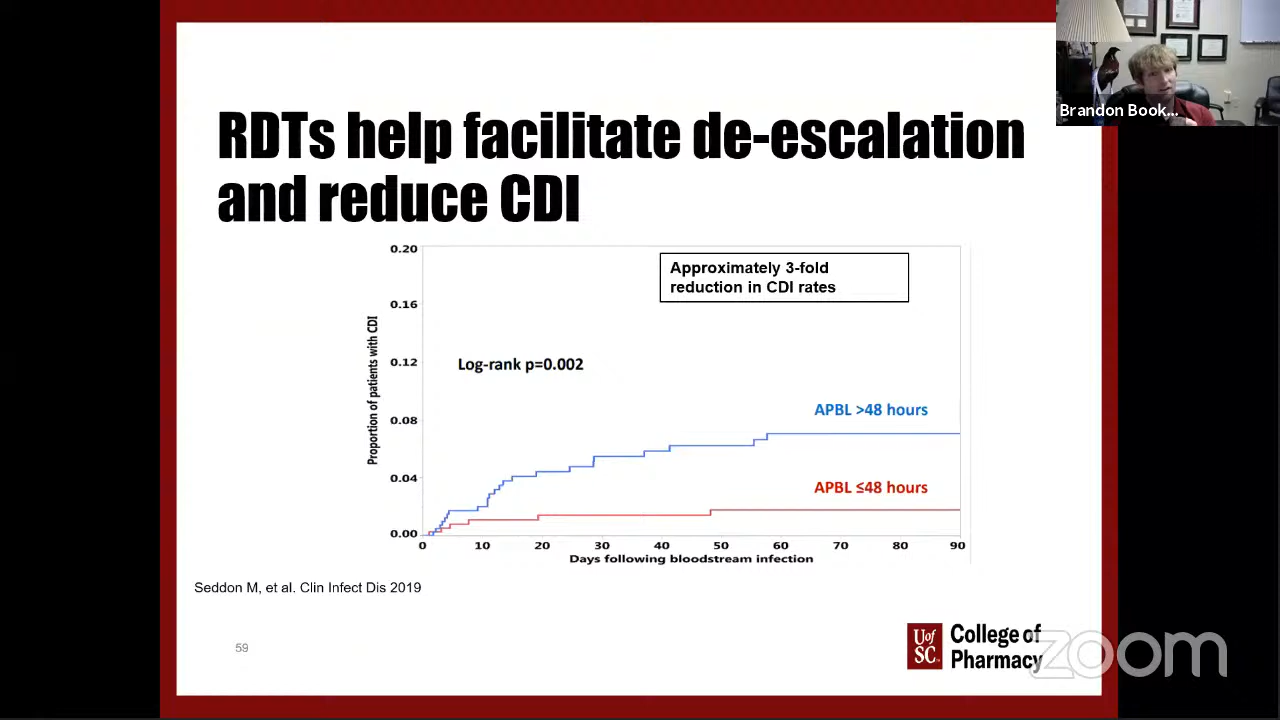 RDTs help facilitate de-escalation
and reduce CDI
Approximately 3-fold
reduction in CDI rates
Log-rank p=0.002
APBL >48 hours
APBL ≤48 hours
Proportion of patients with CDI
0.20
0.16
0.12
0.08
0.04
0.00
0 10 20 30 40 50 60 70 80 90
Days following bloodstream infection
Seddon M, et al. Clin Infect Dis 2019
59
UofSC
College of
Pharmacy
zoom
Brandon Book...